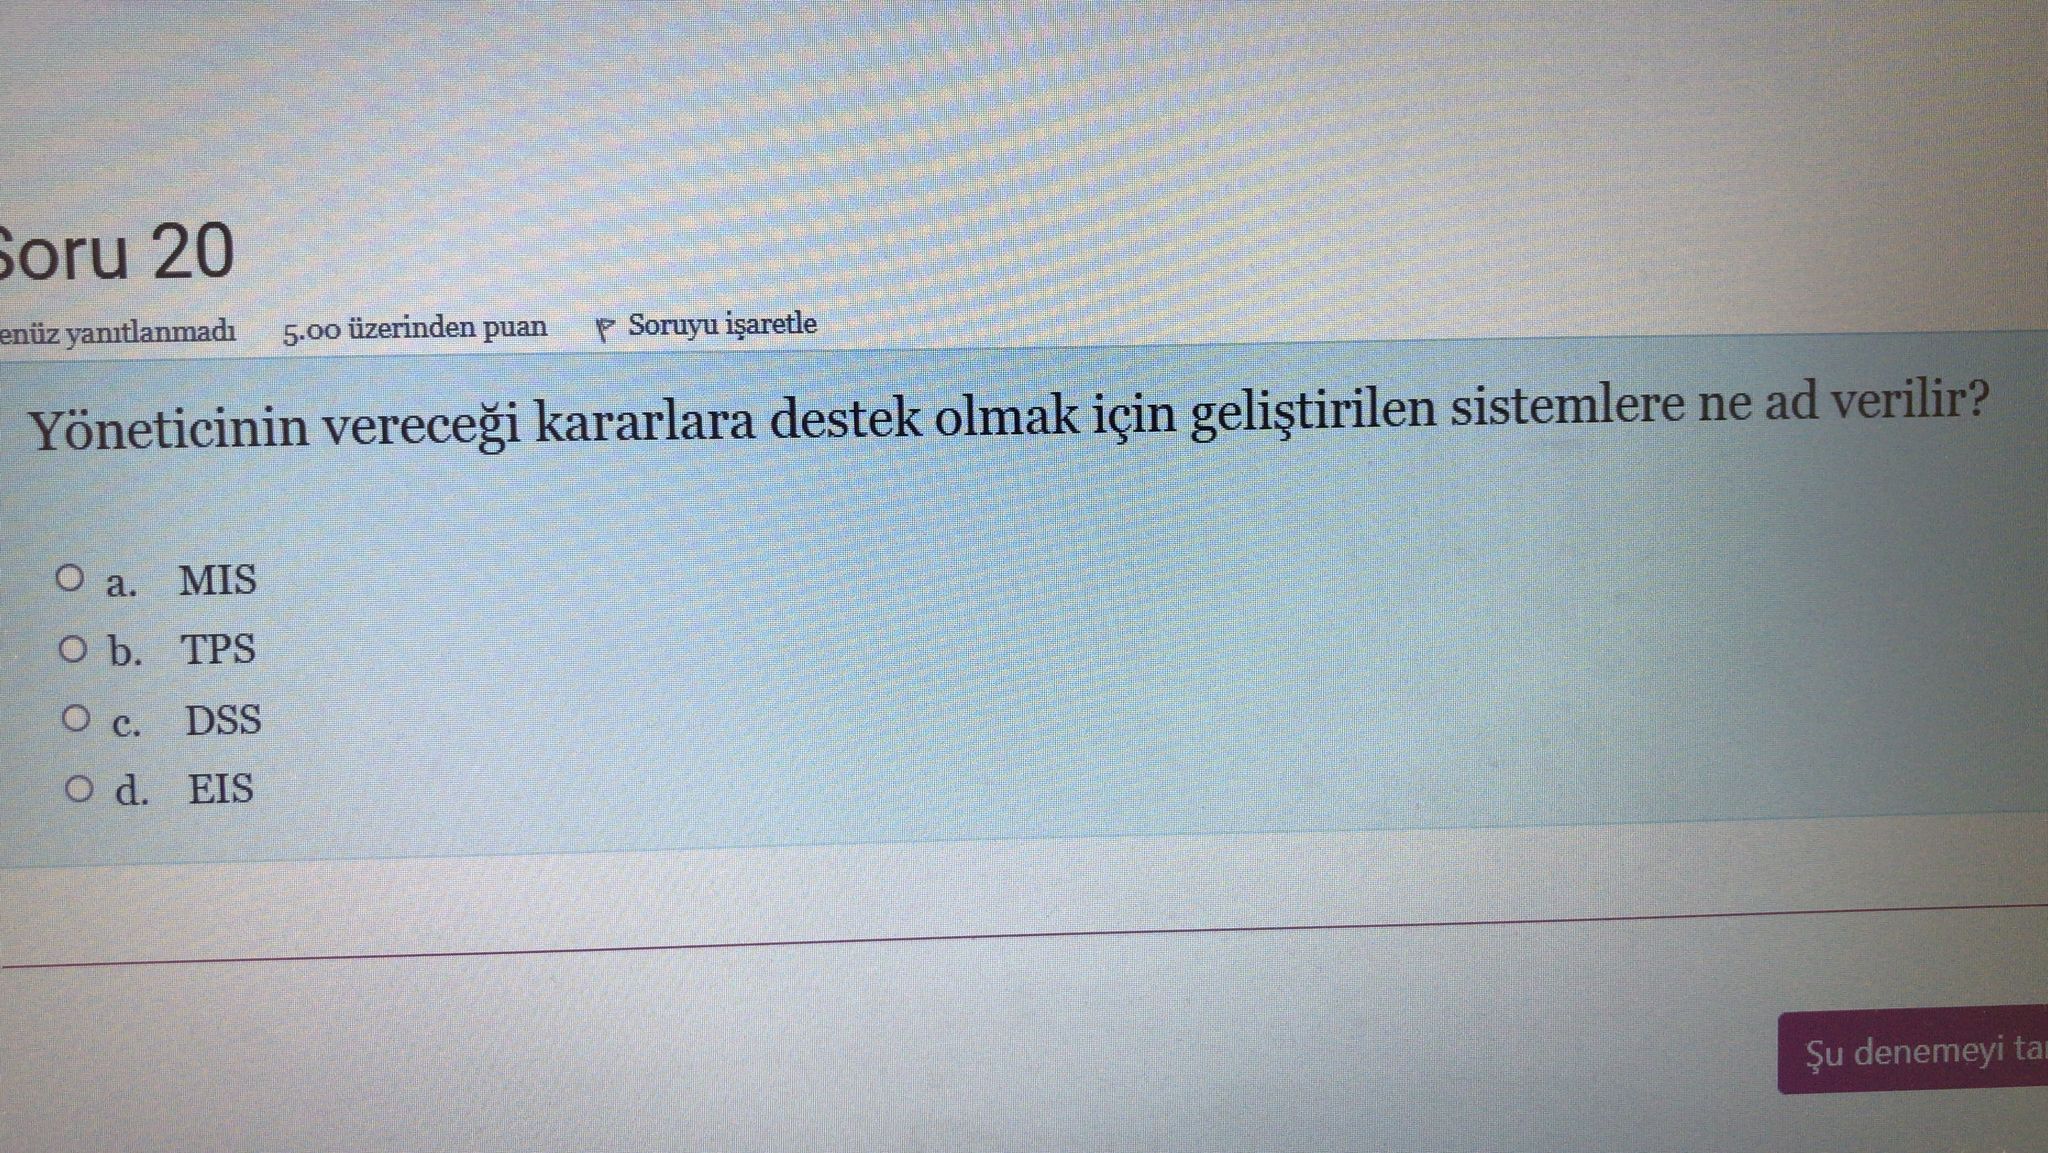 Soru 20
enüz yanıtlanmadı 5.00 üzerinden puan Soruyu işaretle
Yöneticinin vereceği kararlara destek olmak için geliştirilen sistemlere ne ad verilir?
a. MIS
b. TPS
c. DSS
d. EIS
Şu denemeyi ta